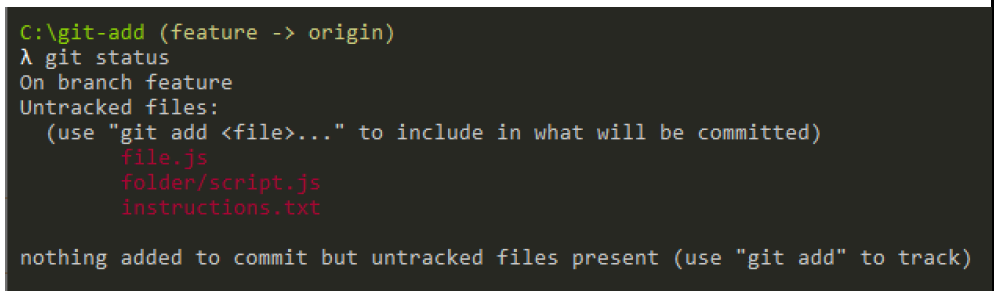 C:\git-add (feature -> origin)
λ git status
On branch feature
Untracked files:
  (use "git add <file>..." to include in what will be committed)
        file.js
        folder/script.js
        instructions.txt

nothing added to commit but untracked files present (use "git add" to track)